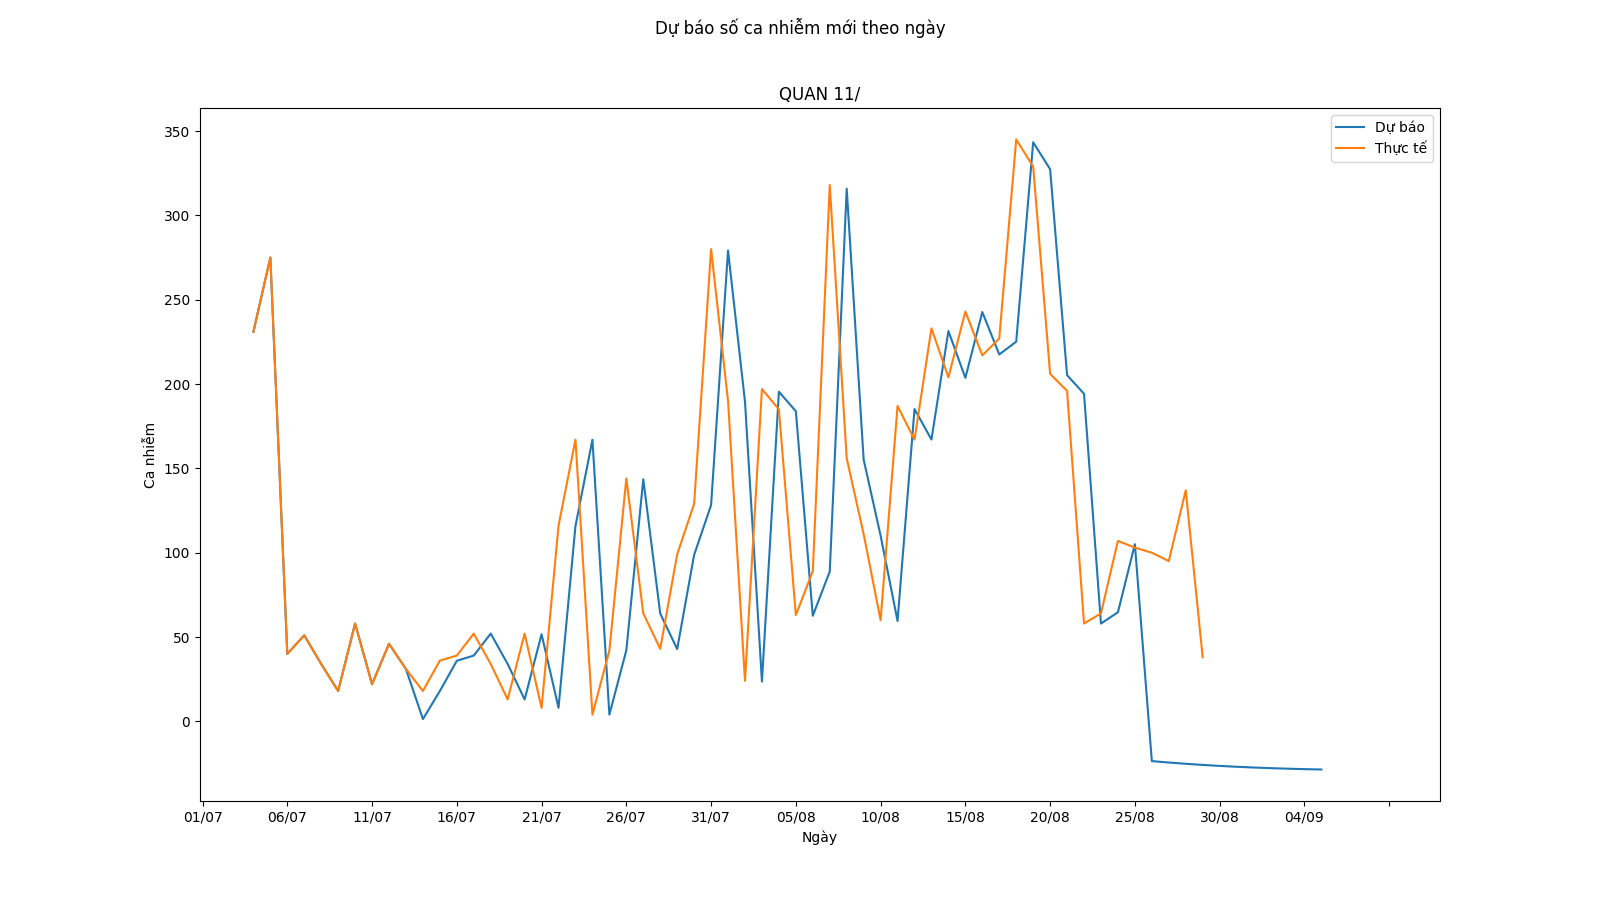 Dự báo số ca nhiễm mới theo ngày
QUAN 11/
Dự báo
Thực tế
350
300
250
200
150
100
50
0
Ca nhiễm
01/07 06/07 11/07 16/07 21/07 26/07 31/07 05/08 10/08 15/08 20/08 25/08 30/08 04/09
Ngày